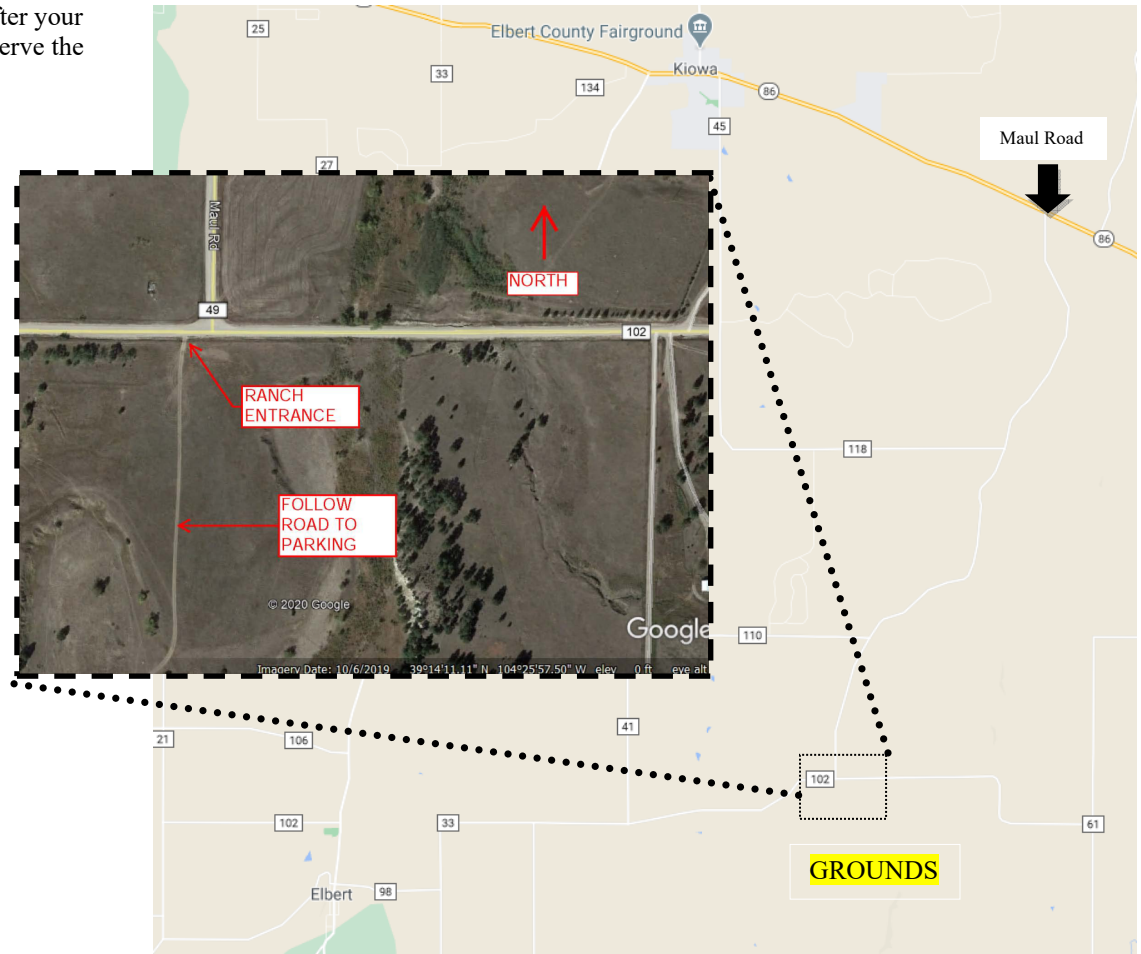 fter your
erve the
25
Elbert County Fairground
33
Kiowa
134
86
45
Maul Road
27
86
Maul Rd
NORTH
49
102
RANCH
ENTRANCE
118
FOLLOW
ROAD TO
PARKING
© 2020 Google
Google
110
Imagery Date: 10/6/2019 39°14'11.11" N 104°25'57.50" W elev 0 ft eye alt
41
21
106
102
102
33
61
GROUNDS
Elbert
98